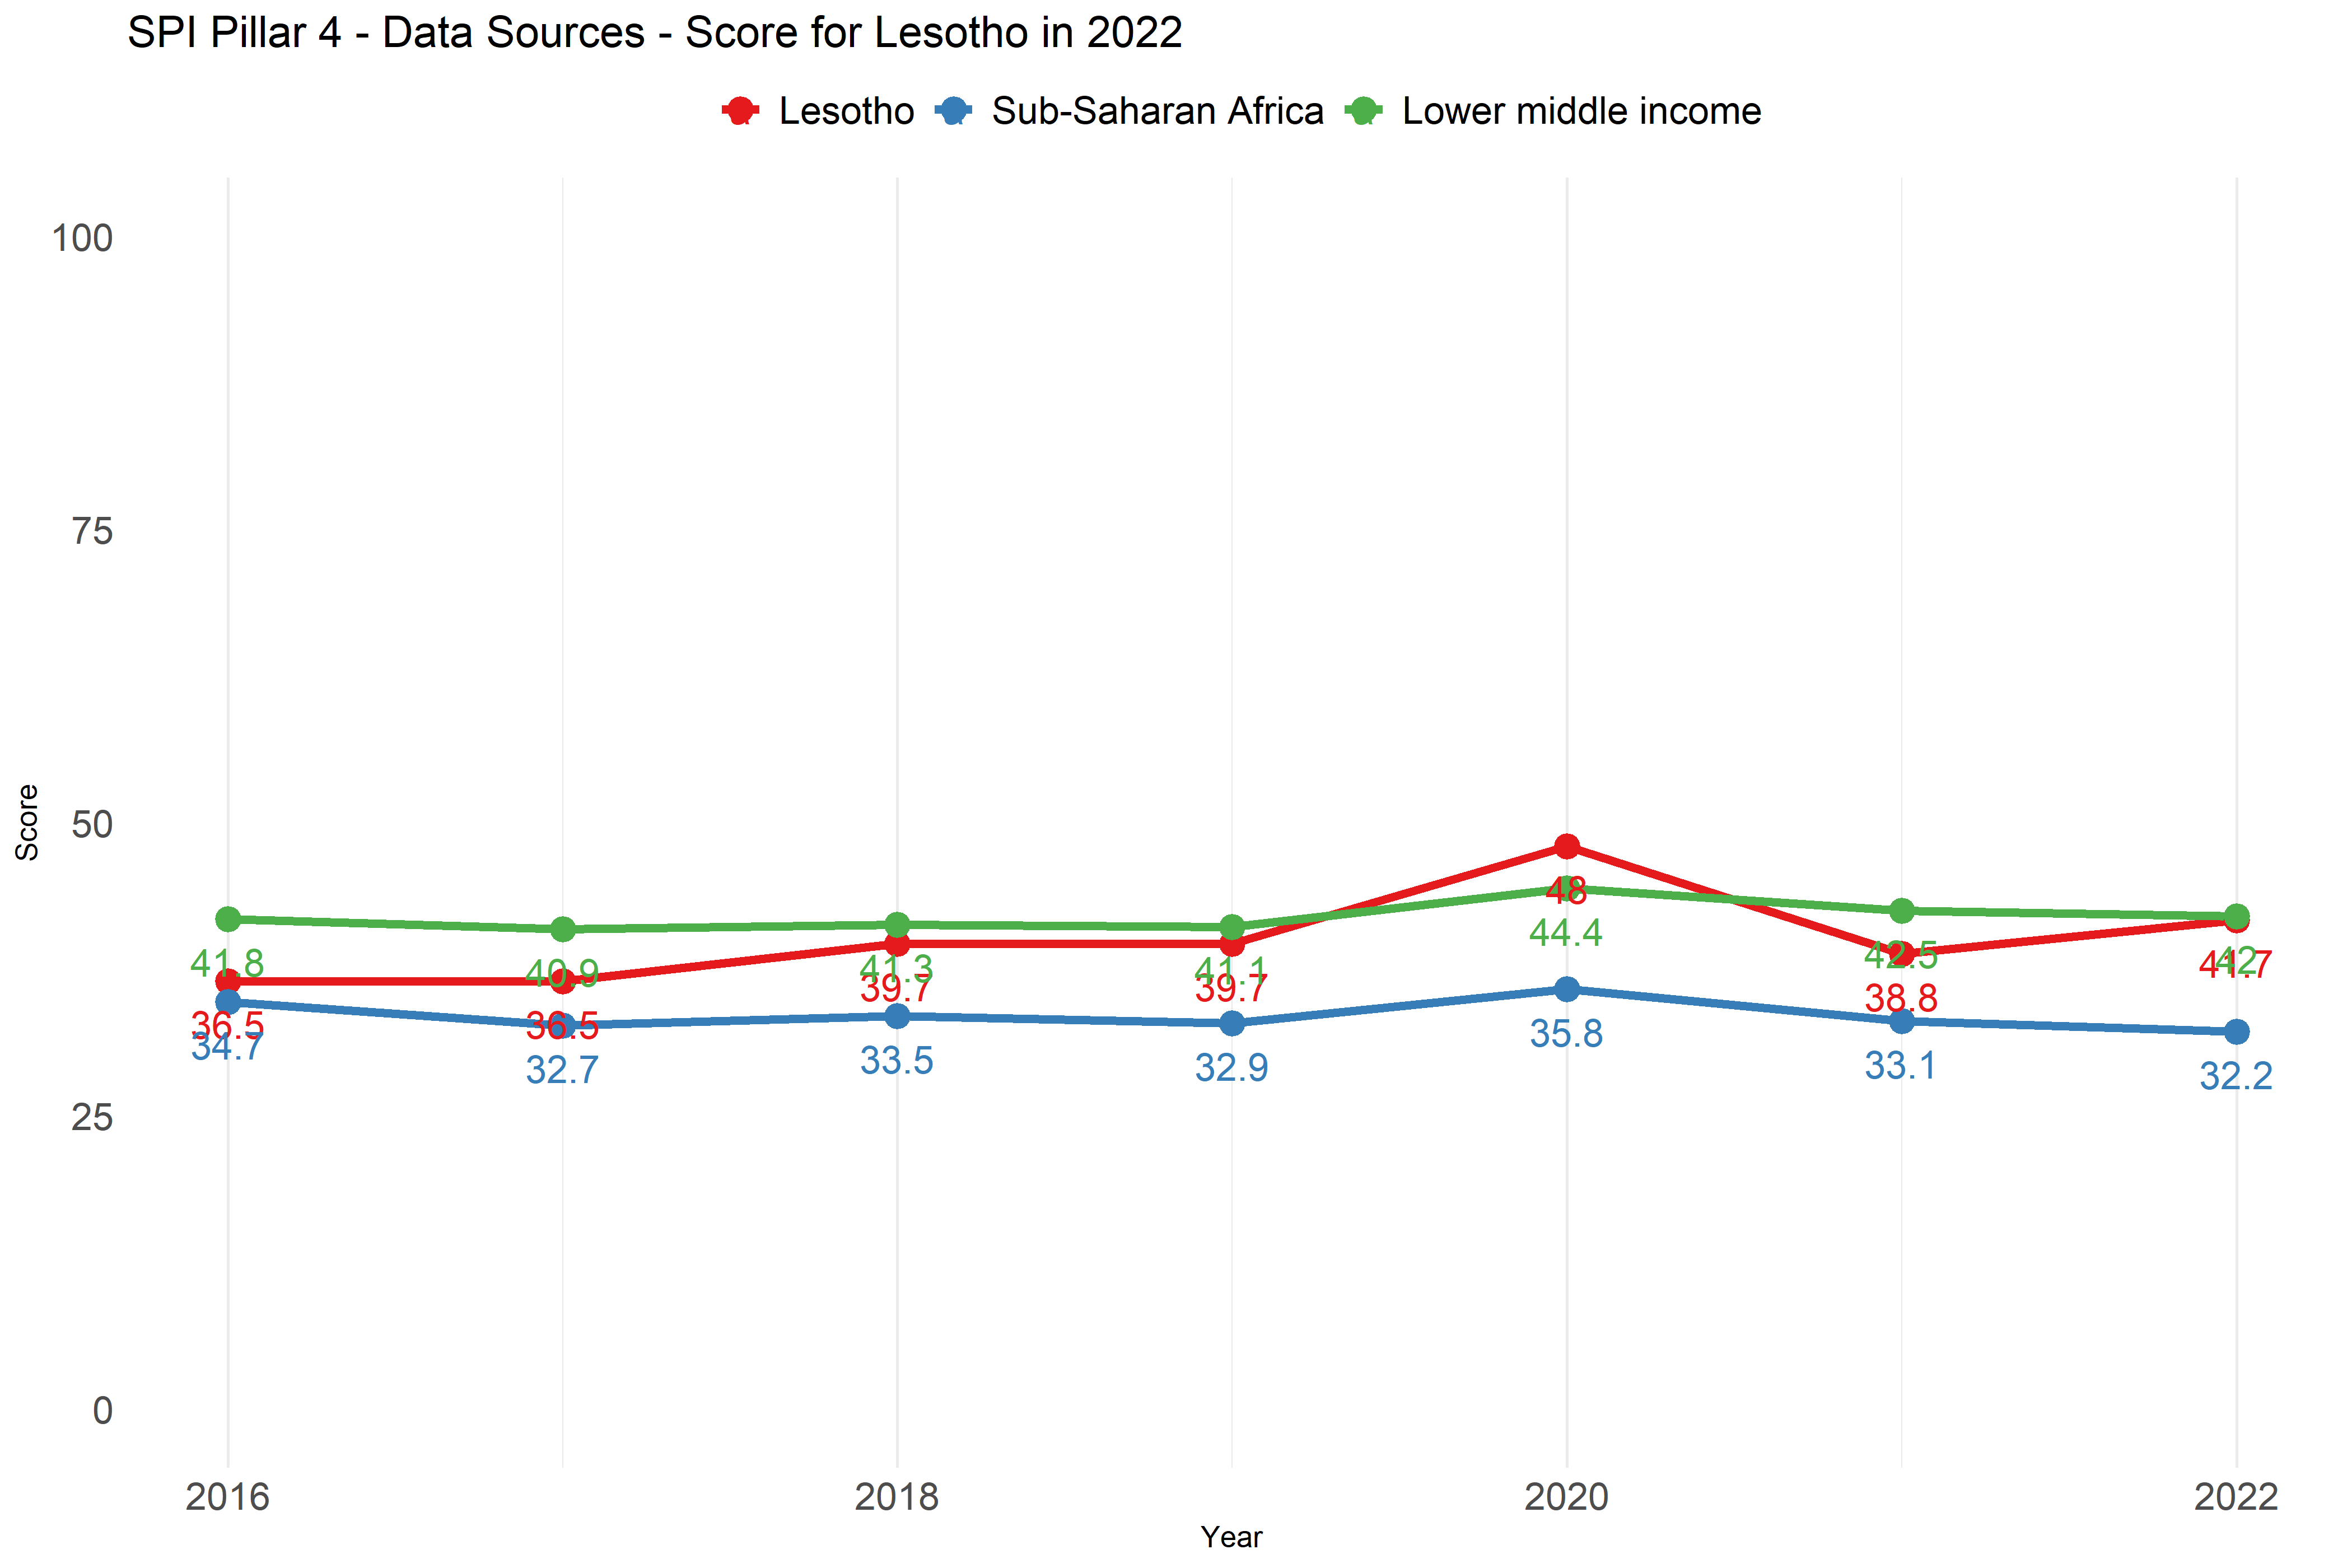 SPI Pillar 4 - Data Sources - Score for Lesotho in 2022
Lesotho Sub-Saharan Africa Lower middle income
100
75
50
25
0
Score
41.8 40.9 41.3 41.1 44.4 42.5 42
36.5 36.5 39.7 39.7 48 38.8 41.7
34.7 32.7 33.5 32.9 35.8 33.1 32.2
2016 2018 2020 2022
Year